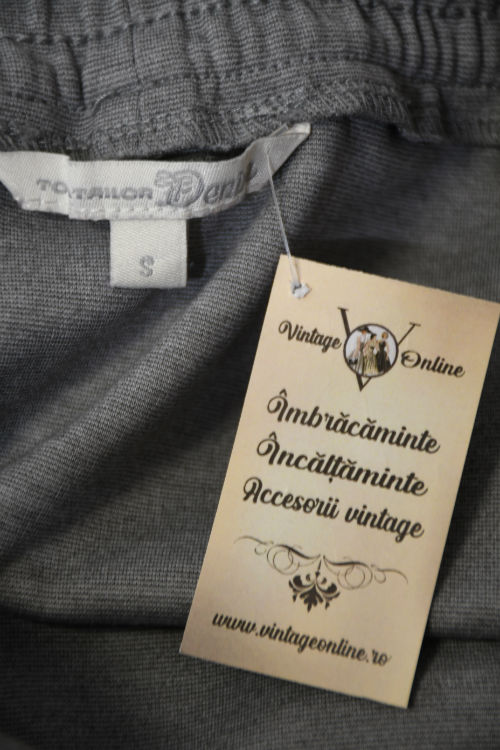 TOM TAILOR Denim
S
Vintage Online
Îmbrăcăminte
Încălțăminte
Accesorii vintage
www.vintageonline.ro